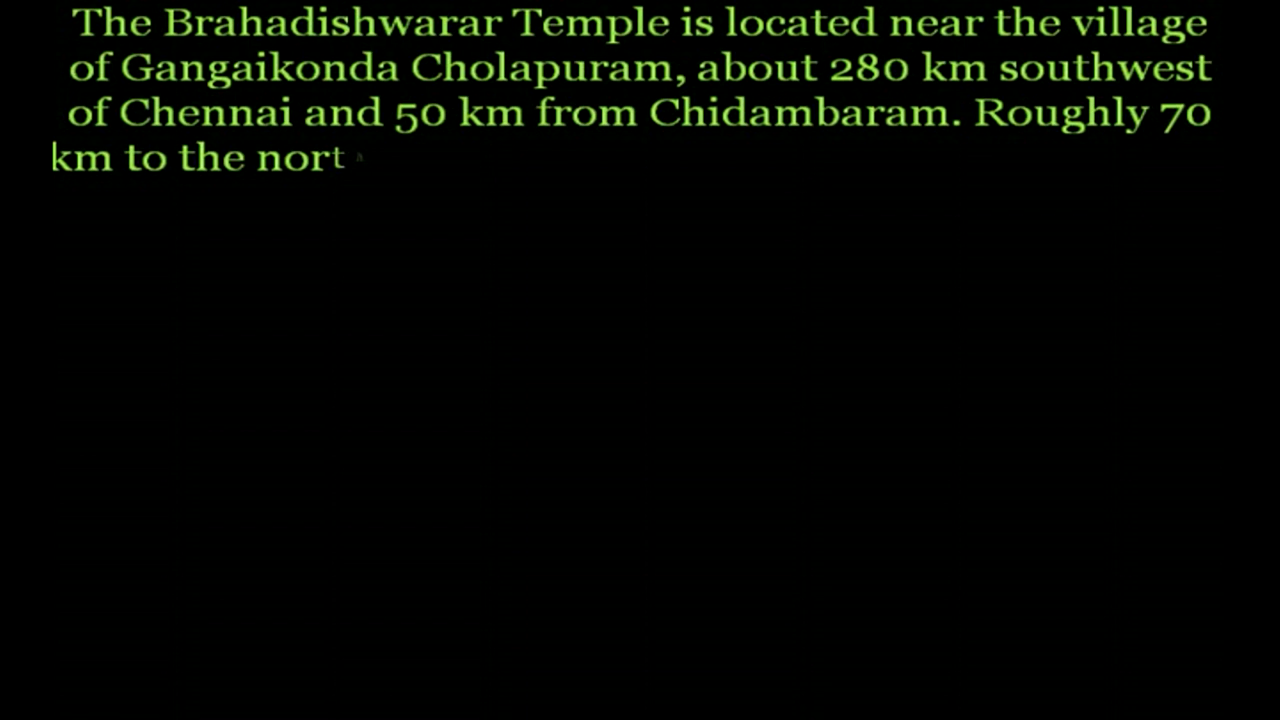 The Brahadishwarar Temple is located near the village
of Gangaikonda Cholapuram, about 280 km southwest
of Chennai and 50 km from Chidambaram. Roughly 70
km to the nort